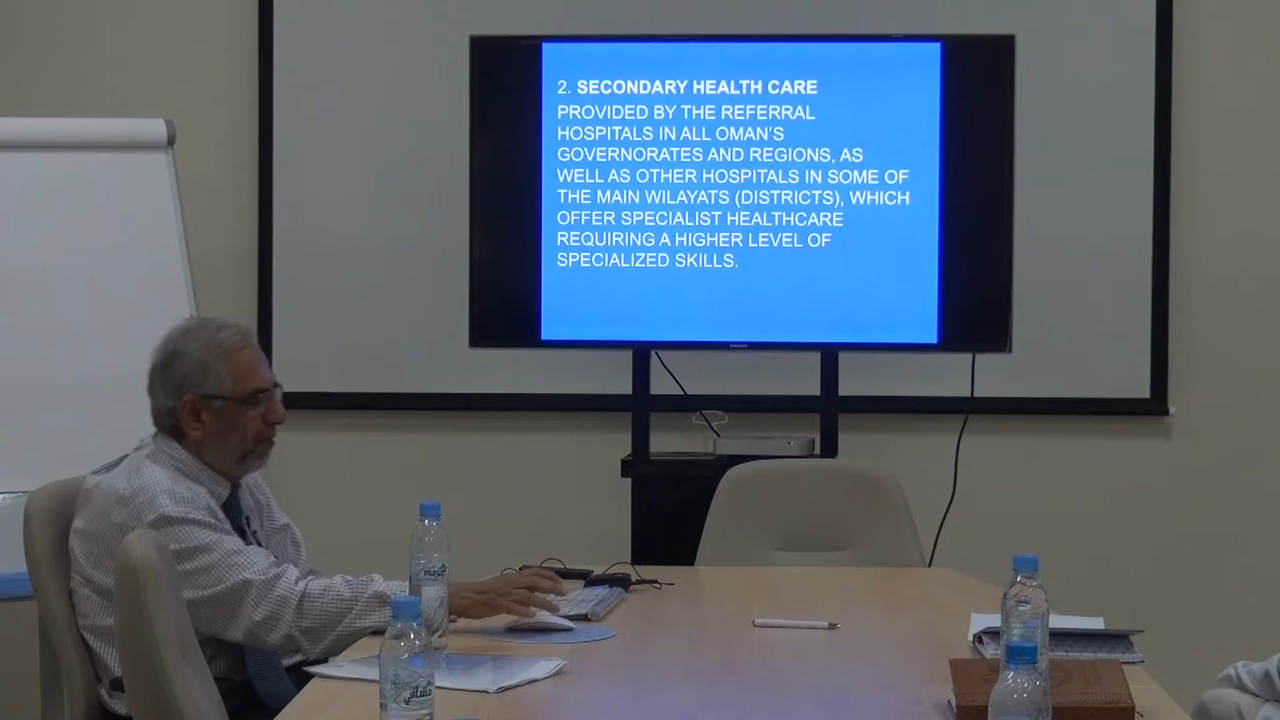 2. SECONDARY HEALTH CARE
PROVIDED BY THE REFERRAL
HOSPITALS IN ALL OMAN'S
GOVERNORATES AND REGIONS, AS
WELL AS OTHER HOSPITALS IN SOME OF
THE MAIN WILAYATS (DISTRICTS), WHICH
OFFER SPECIALIST HEALTHCARE
REQUIRING A HIGHER LEVEL OF
SPECIALIZED SKILLS.
مسافي